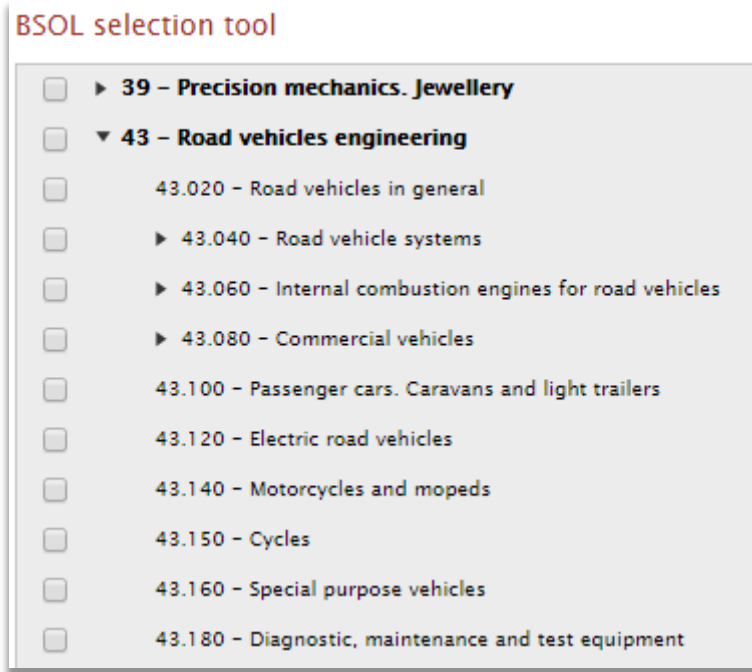 BSOL selection tool
39 – Precision mechanics. Jewellery
43 – Road vehicles engineering
43.020 – Road vehicles in general
43.040 – Road vehicle systems
43.060 – Internal combustion engines for road vehicles
43.080 – Commercial vehicles
43.100 – Passenger cars. Caravans and light trailers
43.120 – Electric road vehicles
43.140 – Motorcycles and mopeds
43.150 – Cycles
43.160 – Special purpose vehicles
43.180 – Diagnostic, maintenance and test equipment